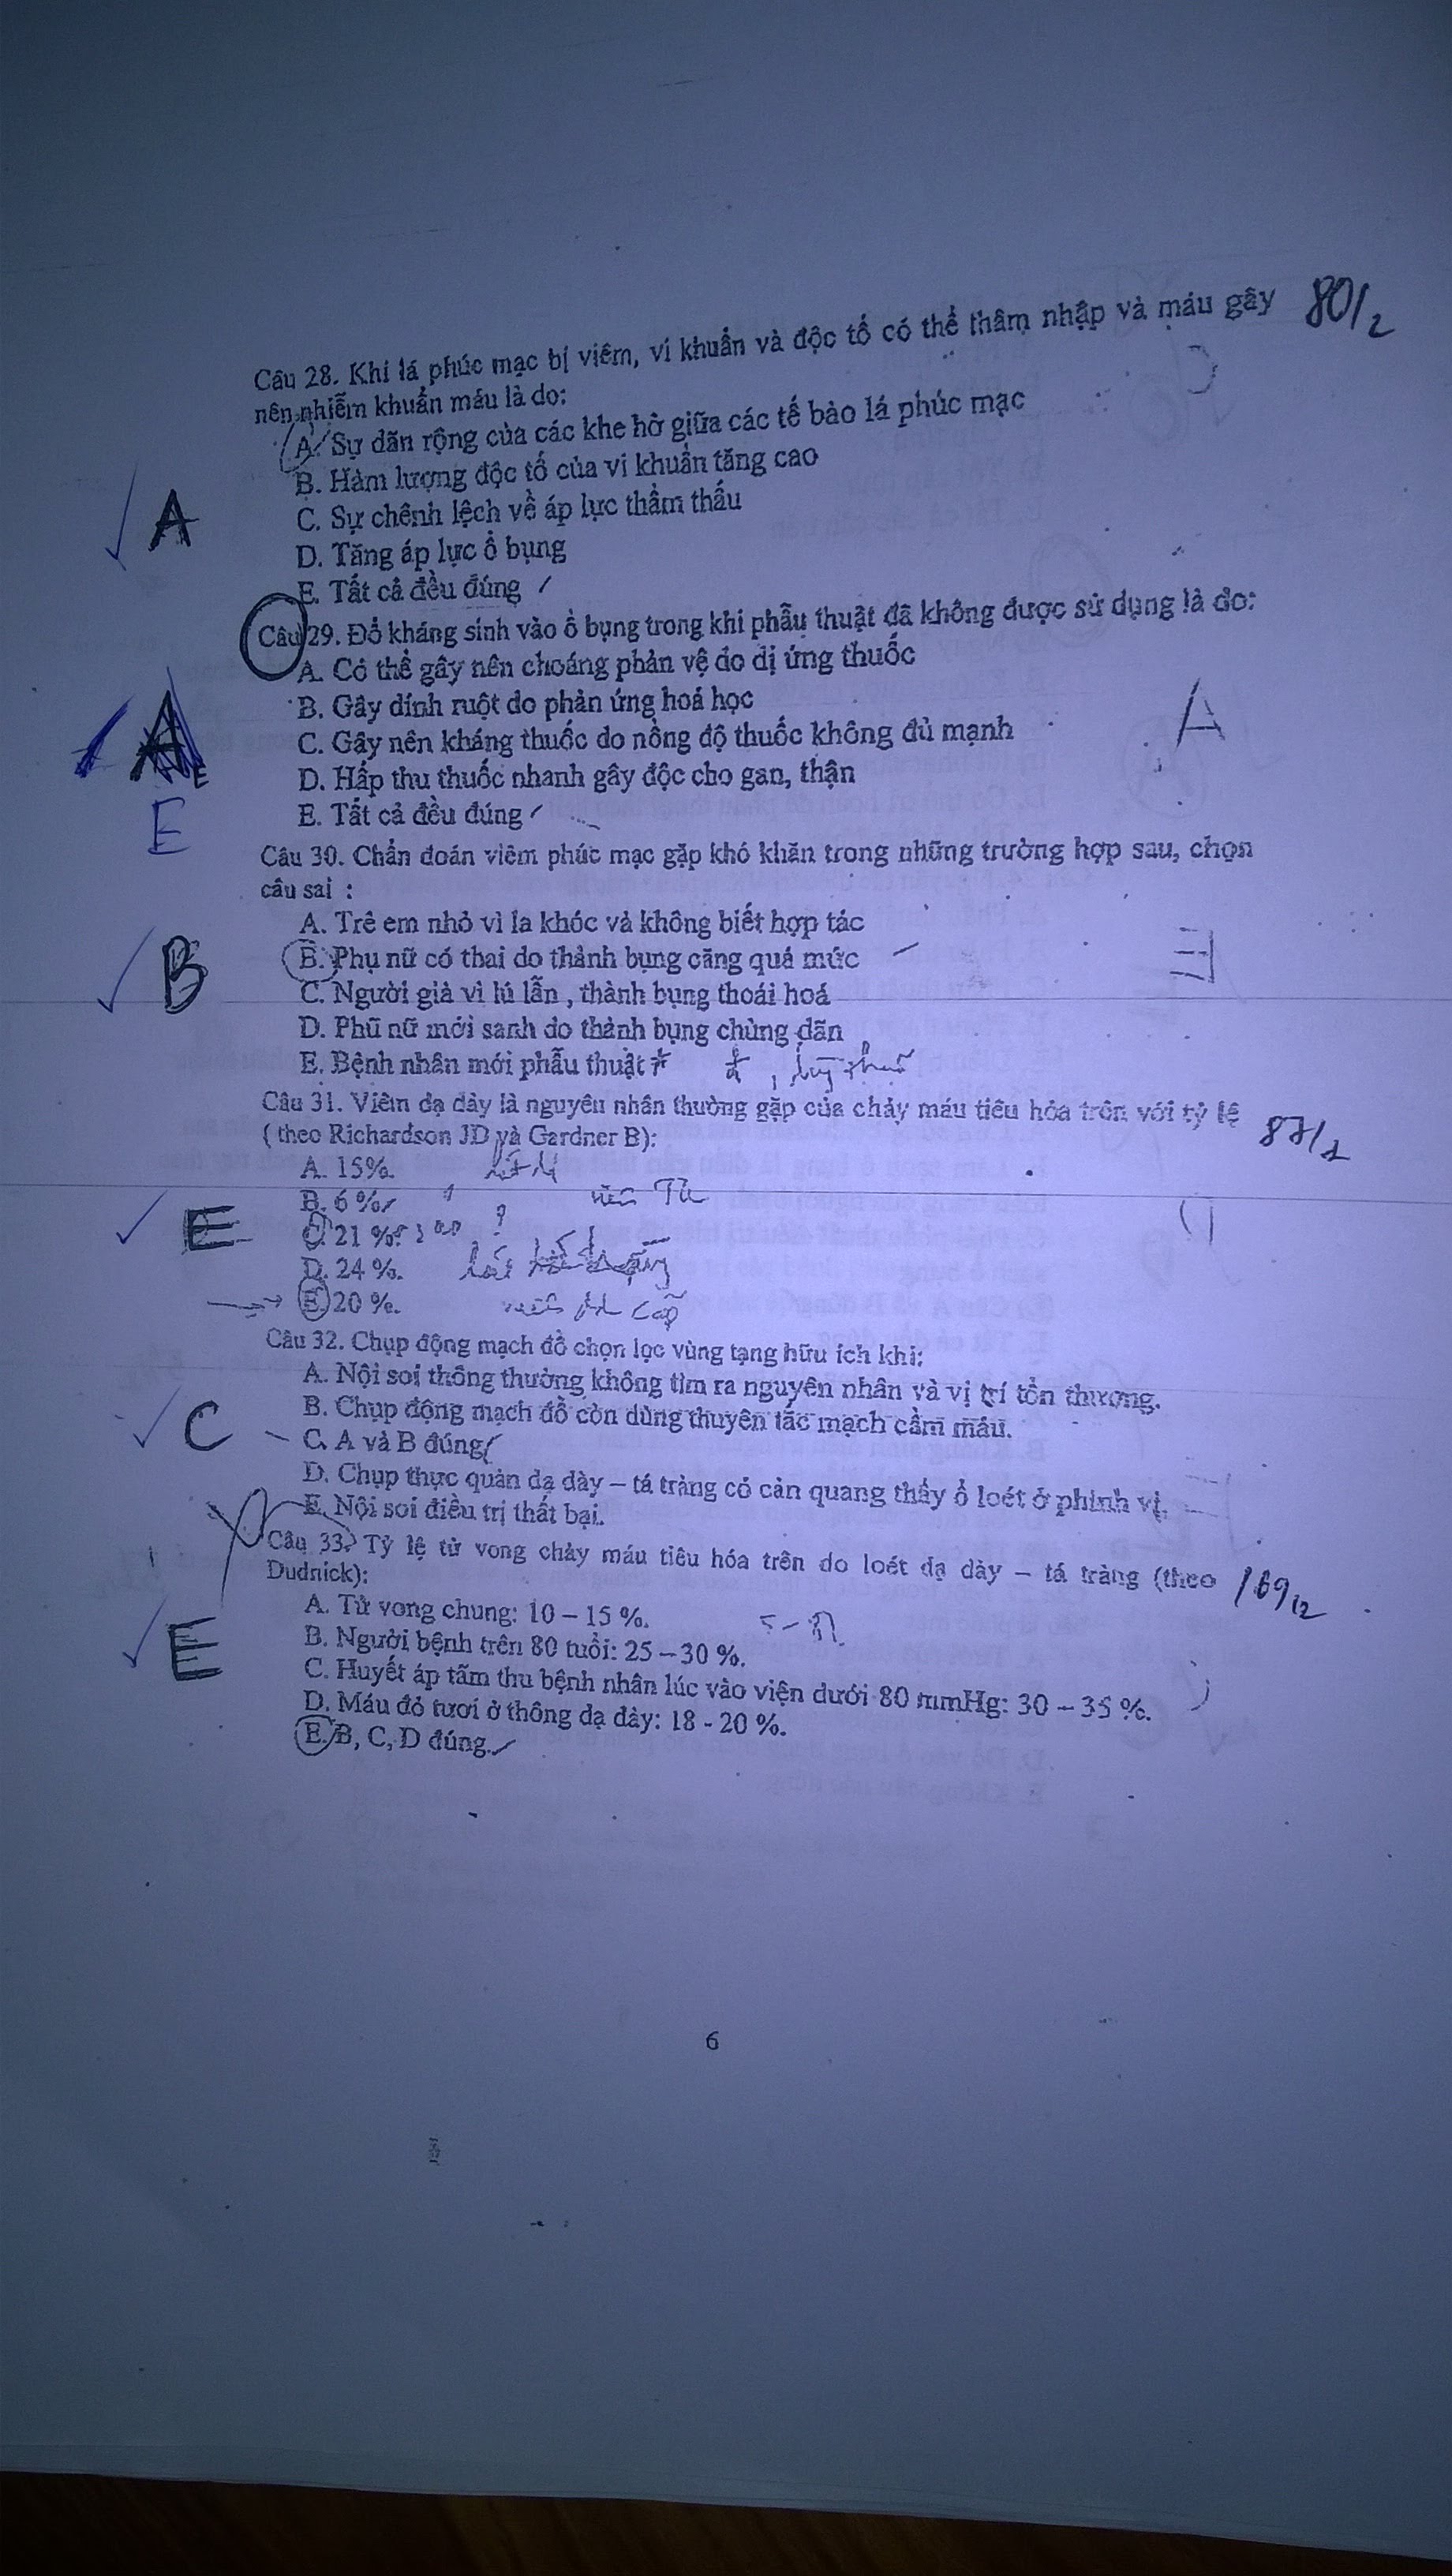 Câu 28. Khi lá phúc mạc bị viêm, vi khuẩn và độc tố có thể thâm nhập và máu gây 80/2
nên nhiễm khuẩn máu là do:
A. Sự dãn rộng của các khe hở giữa các tế bào lá phúc mạc
B. Hàm lượng độc tố của vi khuẩn tăng cao
C. Sự chênh lệch về áp lực thẩm thấu
A
D. Tăng áp lực ổ bụng
E. Tất cả đều đúng
Câu 29. Đổ kháng sinh vào ổ bụng trong khi phẫu thuật đã không được sử dụng là do:
A. Có thể gây nên choáng phản vệ do dị ứng thuốc
B. Gây dính ruột do phản ứng hoá học
A
C. Gây nên kháng thuốc do nồng độ thuốc không đủ mạnh
A E
D. Hấp thu thuốc nhanh gây độc cho gan, thận
E. Tất cả đều đúng
E
Câu 30. Chẩn đoán viêm phúc mạc gặp khó khăn trong những trường hợp sau, chọn
câu sai :
A. Trẻ em nhỏ vì la khóc và không biết hợp tác
B. Phụ nữ có thai do thành bụng căng quá mức
B
C. Người già vì lú lẫn , thành bụng thoái hoá
D. Phũ nữ mới sanh do thành bụng chùng dãn
E. Bệnh nhân mới phẫu thuật
Câu 31. Viêm dạ dày là nguyên nhân thường gặp của chảy máu tiêu hóa trên với tỷ lệ 87/2
( theo Richardson JD và Gardner B):
A. 15%.
B. 6 %.
E
C. 21 %. ?
D. 24 %.
E. 20 %.
Câu 32. Chụp động mạch đồ chọn lọc vùng tạng hữu ích khi:
A. Nội soi thông thường không tìm ra nguyên nhân và vị trí tổn thương.
B. Chụp động mạch đồ còn dùng thuyên tắc mạch cầm máu.
C
C. A và B đúng
D. Chụp thực quản dạ dày – tá tràng có cản quang thấy ổ loét ở phình vị.
E. Nội soi điều trị thất bại.
Câu 33. Tỷ lệ tử vong chảy máu tiêu hóa trên do loét dạ dày – tá tràng (theo 169/2
Dudnick):
A. Tử vong chung: 10 – 15 %.
B. Người bệnh trên 80 tuổi: 25 – 30 %.
E
C. Huyết áp tâm thu bệnh nhân lúc vào viện dưới 80 mmHg: 30 – 35 %.
D. Máu đỏ tươi ở thông dạ dày: 18 - 20 %.
E. B, C, D đúng.
6